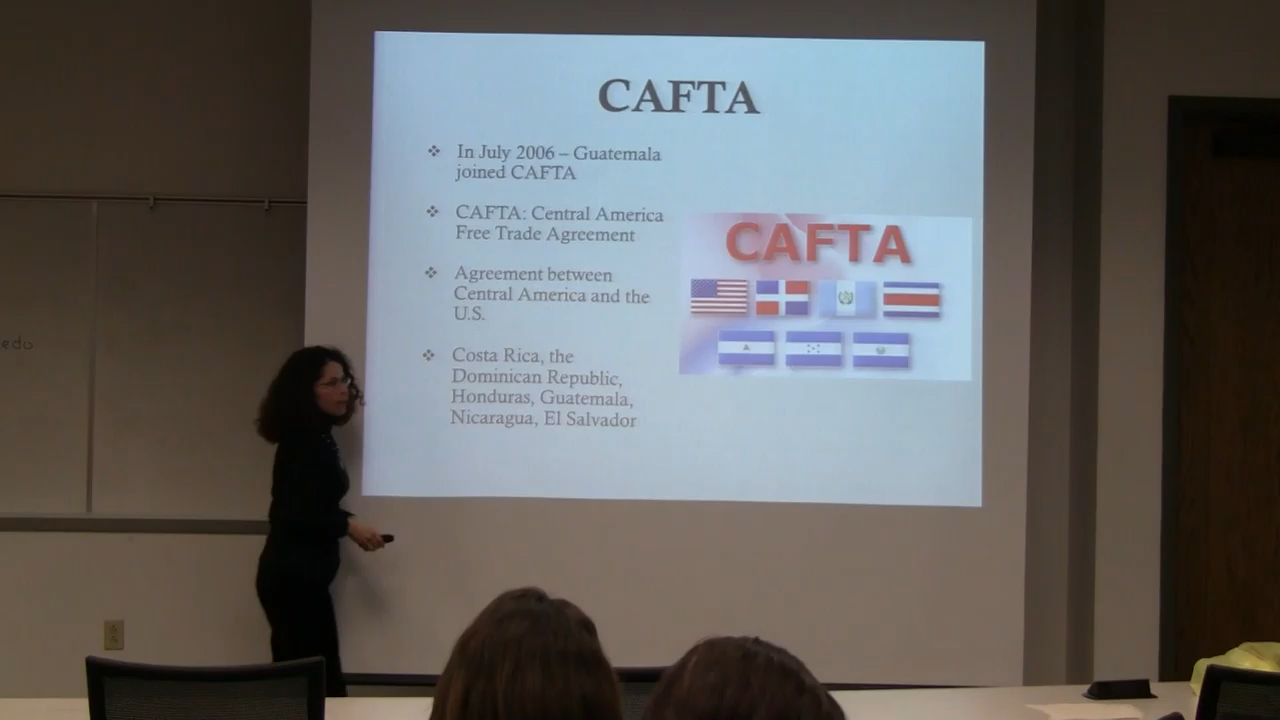 CAFTA
❖ In July 2006 – Guatemala
joined CAFTA
❖ CAFTA: Central America
Free Trade Agreement
❖ Agreement between
Central America and the
U.S.
❖ Costa Rica, the
Dominican Republic,
Honduras, Guatemala,
Nicaragua, El Salvador
CAFTA